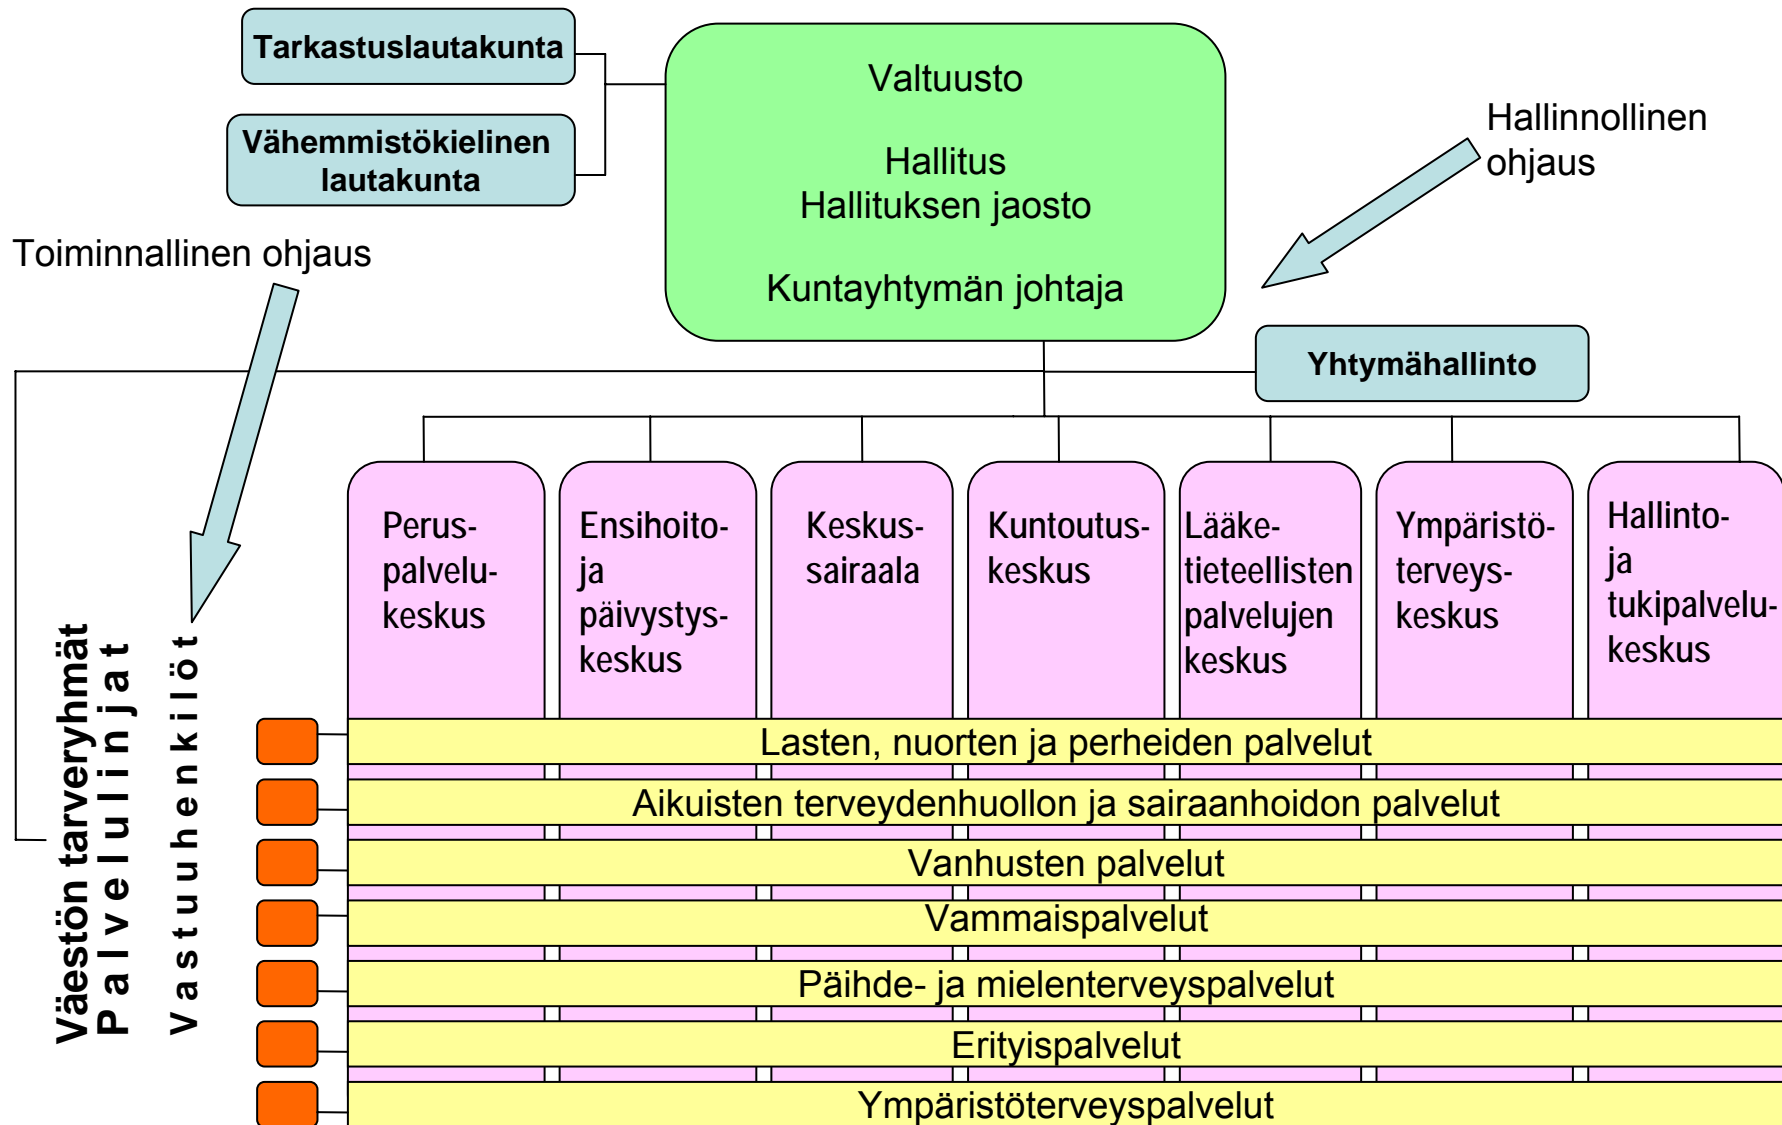 Tarkastuslautakunta
Vähemmistökielinen
lautakunta
Valtuusto
Hallitus
Hallituksen jaosto
Kuntayhtymän johtaja
Hallinnollinen
ohjaus
Toiminnallinen ohjaus
Yhtymähallinto
Perus-
palvelu-
keskus
Ensihoito-
ja
päivystys-
keskus
Keskus-
sairaala
Kuntoutus-
keskus
Lääke-
tieteellisten
palvelujen
keskus
Ympäristö-
terveys-
keskus
Hallinto-
ja
tukipalvelu-
keskus
Väestön tarveryhmät
Palvelulinjat
Vastuuhenkilöt
Lasten, nuorten ja perheiden palvelut
Aikuisten terveydenhuollon ja sairaanhoidon palvelut
Vanhusten palvelut
Vammaispalvelut
Päihde- ja mielenterveyspalvelut
Erityispalvelut
Ympäristöterveyspalvelut